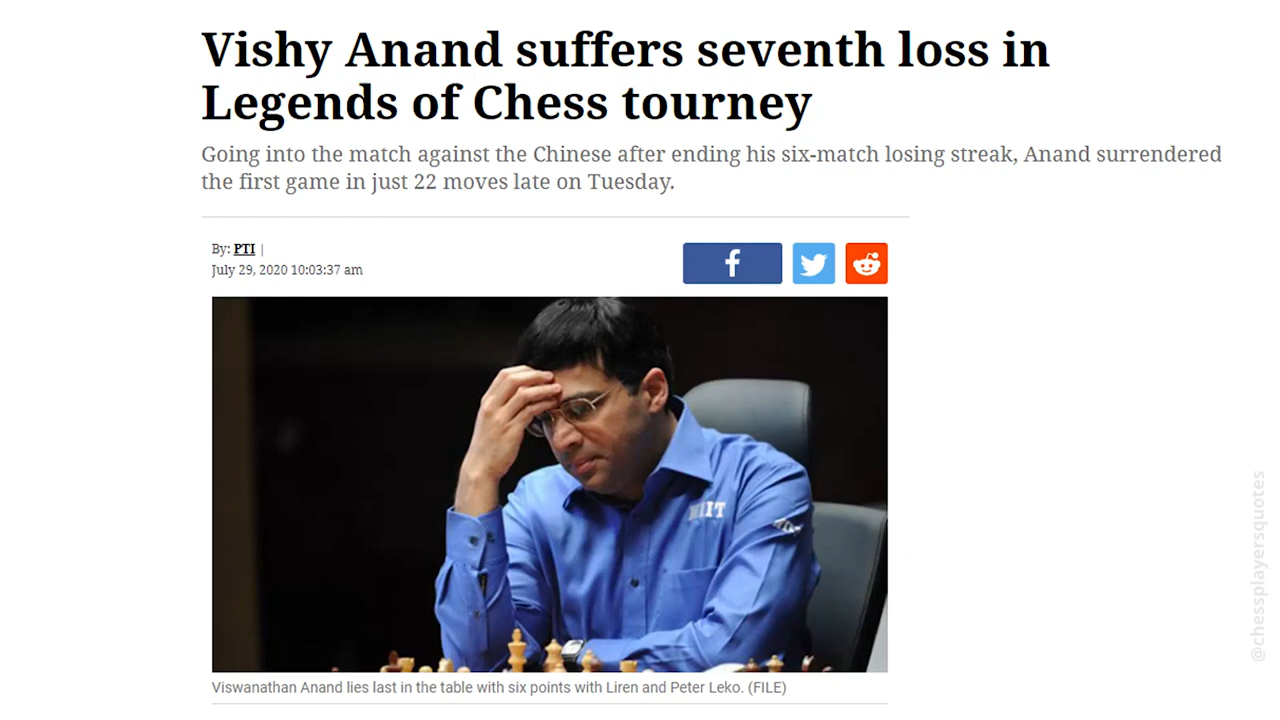 Vishy Anand suffers seventh loss in
Legends of Chess tourney
Going into the match against the Chinese after ending his six-match losing streak, Anand surrendered
the first game in just 22 moves late on Tuesday.
By: PTI |
July 29, 2020 10:03:37 am
Viswanathan Anand lies last in the table with six points with Liren and Peter Leko. (FILE)
@chessplayersquotes